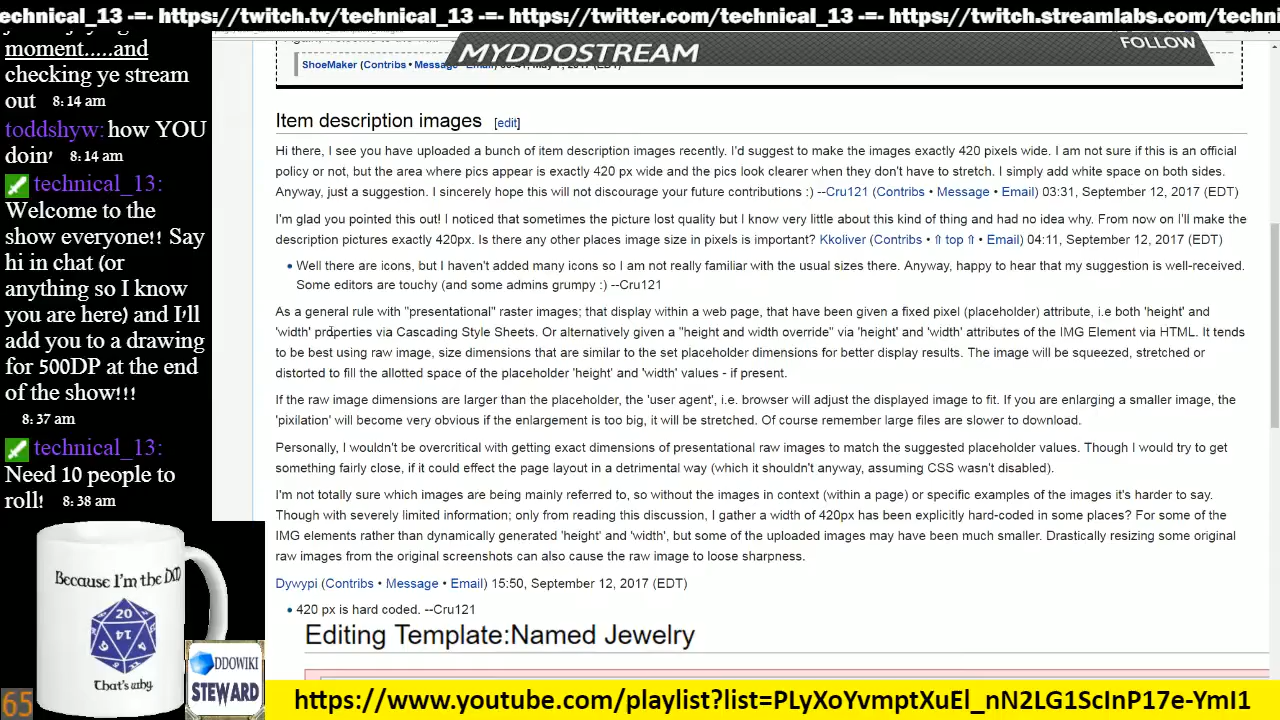 technical_13 -=- https://twitch.tv/technical_13 -=- https://twitter.com/technical_13 -=- https://twitch.streamlabs.com/techni
moment.....and
checking ye stream
out 8:14 am
toddshyw: how YOU
doin' 8:14 am
technical_13:
Welcome to the
show everyone!! Say
hi in chat (or
anything so I know
you are here) and I'll
add you to a drawing
for 500DP at the end
of the show!!!
8:37 am
technical_13:
Need 10 people to
roll! 8:38 am
Because I'm the DM
20
14
That's why.
DDOWIKI
STEWARD
65
MYDDOSTREAM
FOLLOW
ShoeMaker (Contribs • Message
Item description images [edit]
Hi there, I see you have uploaded a bunch of item description images recently. I'd suggest to make the images exactly 420 pixels wide. I am not sure if this is an official
policy or not, but the area where pics appear is exactly 420 px wide and the pics look clearer when they don't have to stretch. I simply add white space on both sides.
Anyway, just a suggestion. I sincerely hope this will not discourage your future contributions :) --Cru121 (Contribs • Message • Email) 03:31, September 12, 2017 (EDT)
I'm glad you pointed this out! I noticed that sometimes the picture lost quality but I know very little about this kind of thing and had no idea why. From now on I'll make the
description pictures exactly 420px. Is there any other places image size in pixels is important? Kkoliver (Contribs • ⇑ top ⇑ • Email) 04:11, September 12, 2017 (EDT)
• Well there are icons, but I haven't added many icons so I am not really familiar with the usual sizes there. Anyway, happy to hear that my suggestion is well-received.
Some editors are touchy (and some admins grumpy :) --Cru121
As a general rule with "presentational" raster images; that display within a web page, that have been given a fixed pixel (placeholder) attribute, i.e both 'height' and
'width' properties via Cascading Style Sheets. Or alternatively given a "height and width override" via 'height' and 'width' attributes of the IMG Element via HTML. It tends
to be best using raw image, size dimensions that are similar to the set placeholder dimensions for better display results. The image will be squeezed, stretched or
distorted to fill the allotted space of the placeholder 'height' and 'width' values - if present.
If the raw image dimensions are larger than the placeholder, the 'user agent', i.e. browser will adjust the displayed image to fit. If you are enlarging a smaller image, the
'pixilation' will become very obvious if the enlargement is too big, it will be stretched. Of course remember large files are slower to download.
Personally, I wouldn't be overcritical with getting exact dimensions of presentational raw images to match the suggested placeholder values. Though I would try to get
something fairly close, if it could effect the page layout in a detrimental way (which it shouldn't anyway, assuming CSS wasn't disabled).
I'm not totally sure which images are being mainly referred to, so without the images in context (within a page) or specific examples of the images it's harder to say.
Though with severely limited information; only from reading this discussion, I gather a width of 420px has been explicitly hard-coded in some places? For some of the
IMG elements rather than dynamically generated 'height' and 'width', but some of the uploaded images may have been much smaller. Drastically resizing some original
raw images from the original screenshots can also cause the raw image to loose sharpness.
Dywypi (Contribs • Message • Email) 15:50, September 12, 2017 (EDT)
• 420 px is hard coded. --Cru121
Editing Template:Named Jewelry
https://www.youtube.com/playlist?list=PLyXoYvmptXuEl_nN2LG1ScInP17e-YmI1